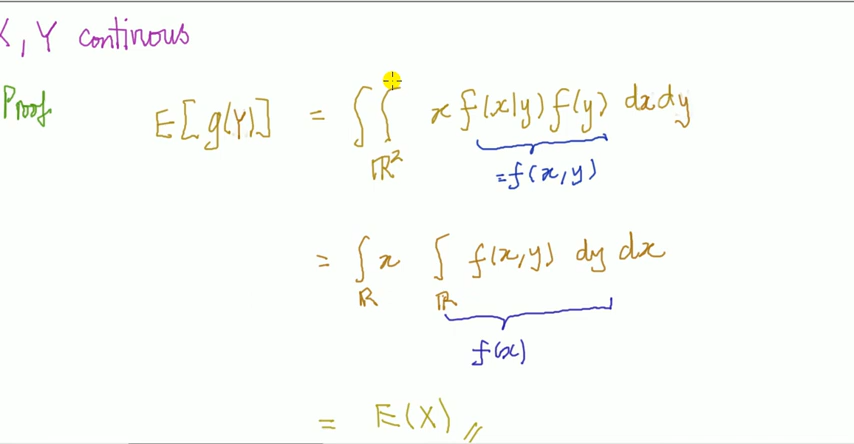 X, Y continous
Proof
E[g(Y)] = ∫∫ x f(x|y) f(y) dx dy
ℝ²
= f(x,y)
= ∫ x ∫ f(x,y) dy dx
ℝ ℝ
f(x)
= E(X) //